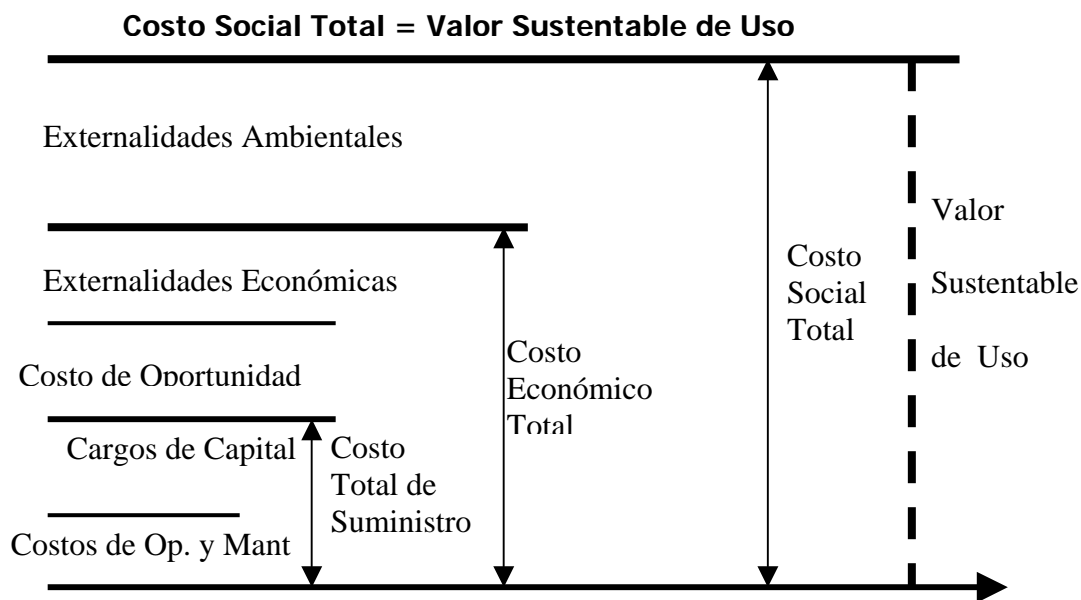 Costo Social Total = Valor Sustentable de Uso
Externalidades Ambientales
Externalidades Económicas
Costo de Oportunidad
Cargos de Capital
Costos de Op. y Mant
Costo
Total de
Suministro
Costo
Económico
Total
Costo
Social
Total
Valor
Sustentable
de Uso